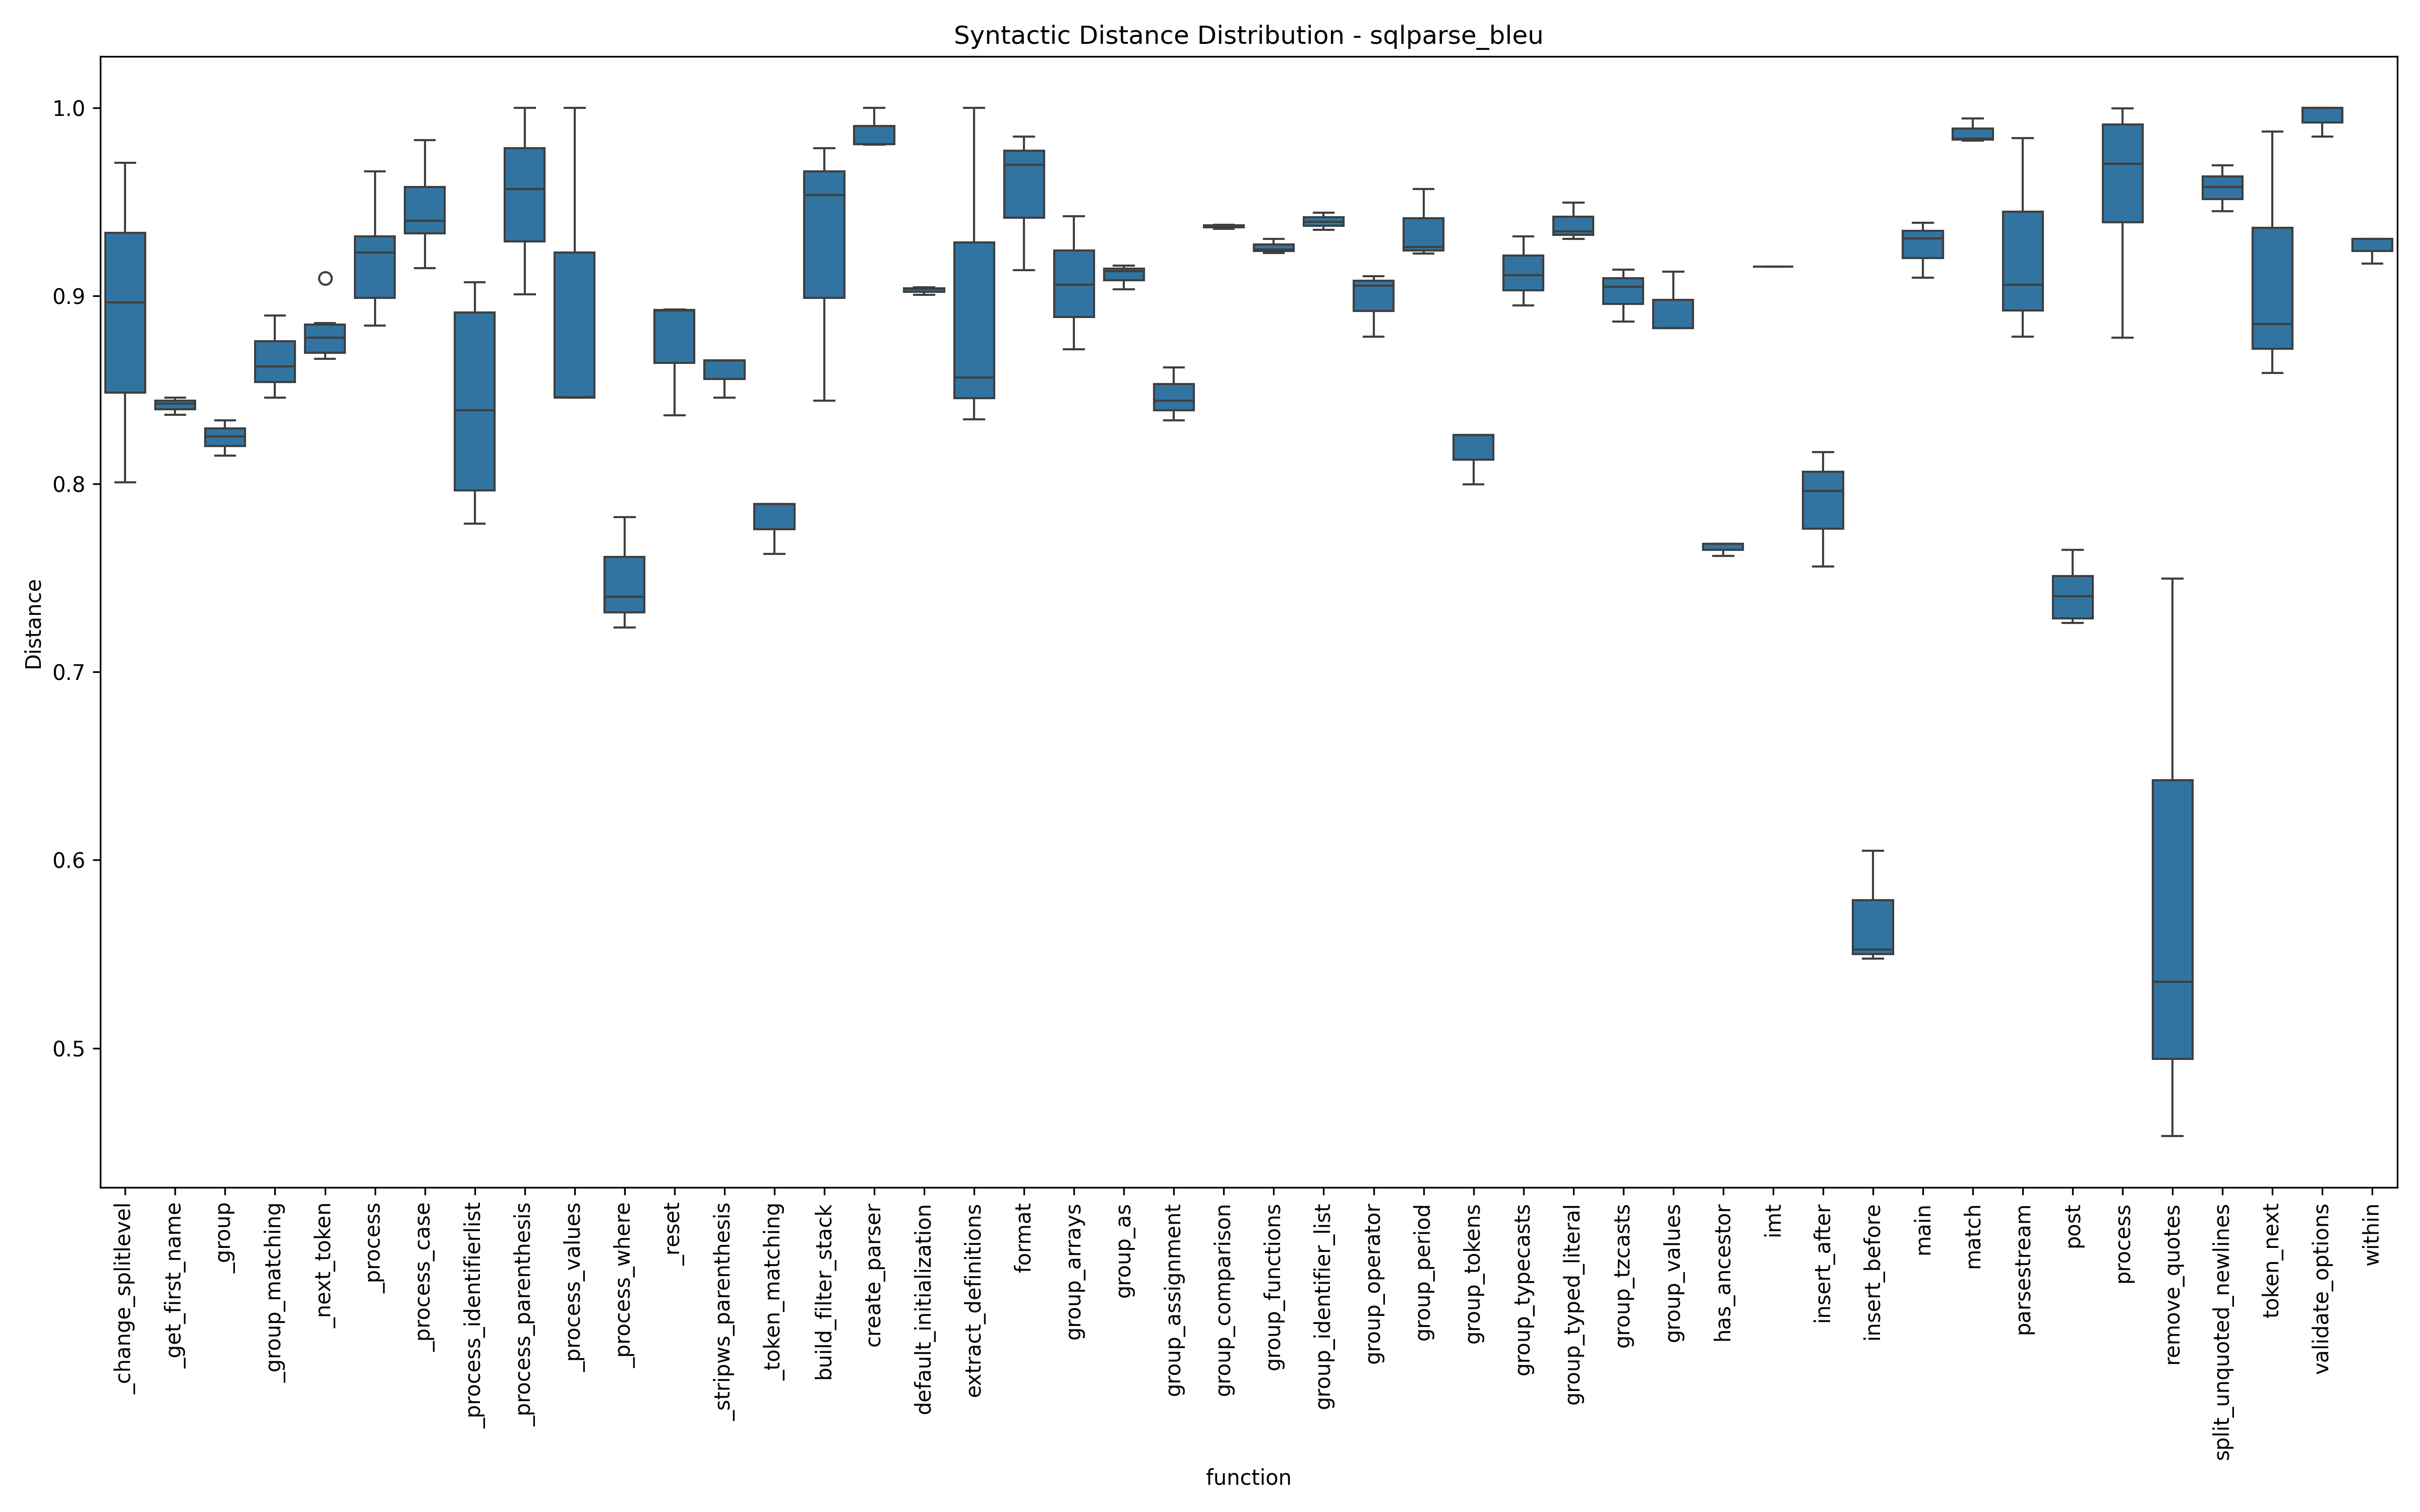 Syntactic Distance Distribution - sqlparse_bleu
Distance
1.0
0.9
0.8
0.7
0.6
0.5
_change_splitlevel
_get_first_name
_group
_group_matching
_next_token
_process
_process_case
_process_identifierlist
_process_parenthesis
_process_values
_process_where
_reset
_stripws_parenthesis
_token_matching
build_filter_stack
create_parser
default_initialization
extract_definitions
format
group_arrays
group_as
group_assignment
group_comparison
group_functions
group_identifier_list
group_operator
group_period
group_tokens
group_typecasts
group_typed_literal
group_tzcasts
group_values
has_ancestor
imt
insert_after
insert_before
main
match
parsestream
post
process
remove_quotes
split_unquoted_newlines
token_next
validate_options
within
function